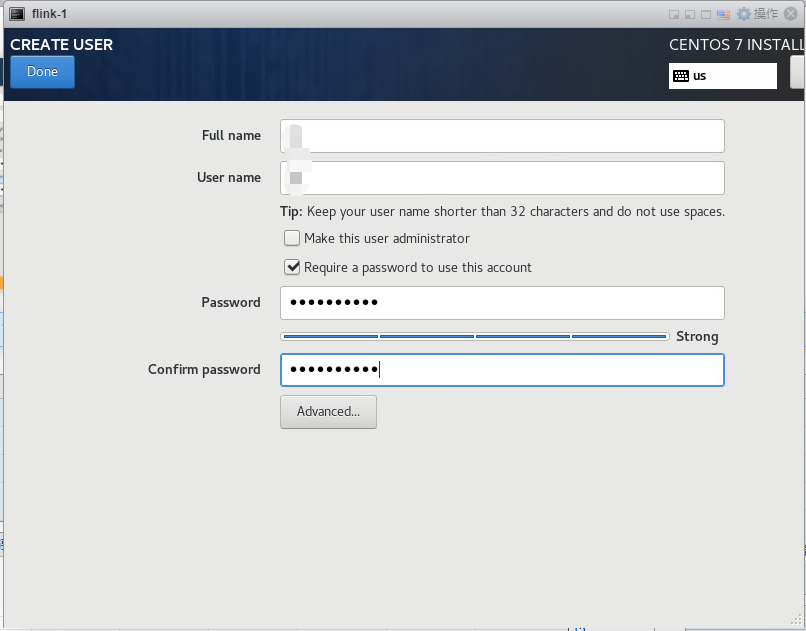 flink-1
操作
CREATE USER
CENTOS 7 INSTALL
Done
us
Full name
User name
Tip: Keep your user name shorter than 32 characters and do not use spaces.
Make this user administrator
Require a password to use this account
Password
••••••••••
Strong
Confirm password
••••••••••
Advanced...